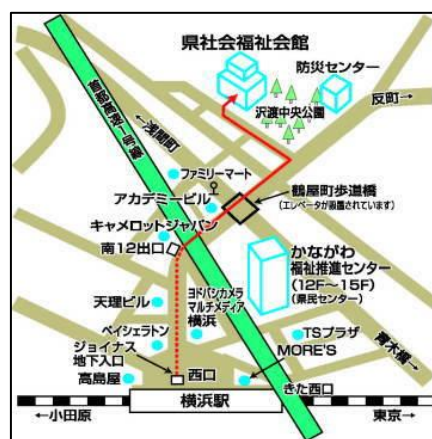 県社会福祉会館
防災センター
反町
沢渡中央公園
首都高速一号線
浅間町
ファミリーマート
アカデミービル
鶴屋町歩道橋
(エレベータが設置されています)
キャメロットジャパン
南12出口
かながわ
福祉推進センター
(12F~15F)
(県民センター)
天理ビル
ヨドバシカメラ
マルチメディア
横浜
ベイシェラトン
ジョイナス
地下入口
TSプラザ
青木橋
高島屋
西口
MORE'S
きた西口
←小田原
横浜駅
東京→